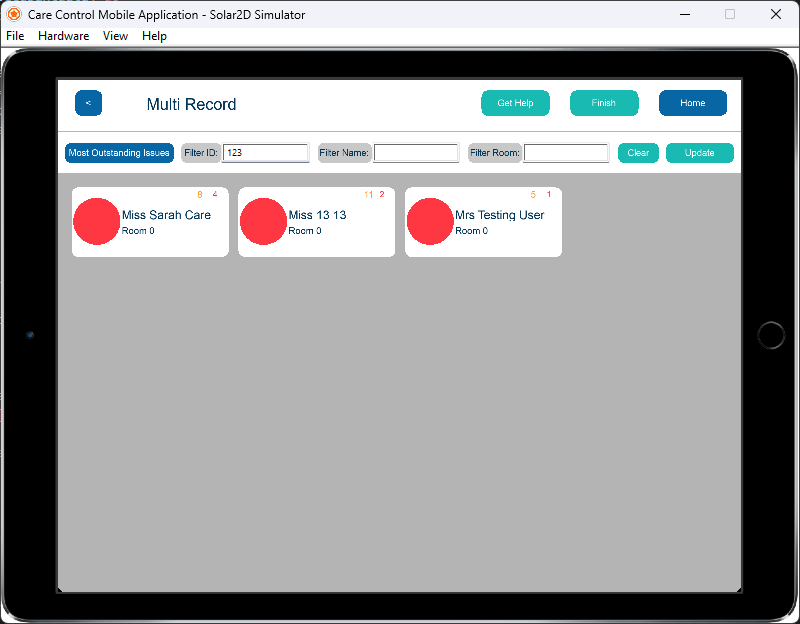 Care Control Mobile Application - Solar2D Simulator
File Hardware View Help
< Multi Record Get Help Finish Home
Most Outstanding Issues Filter ID: 123 Filter Name: Filter Room: Clear Update
8 4
Miss Sarah Care
Room 0
11 2
Miss 13 13
Room 0
5 1
Mrs Testing User
Room 0